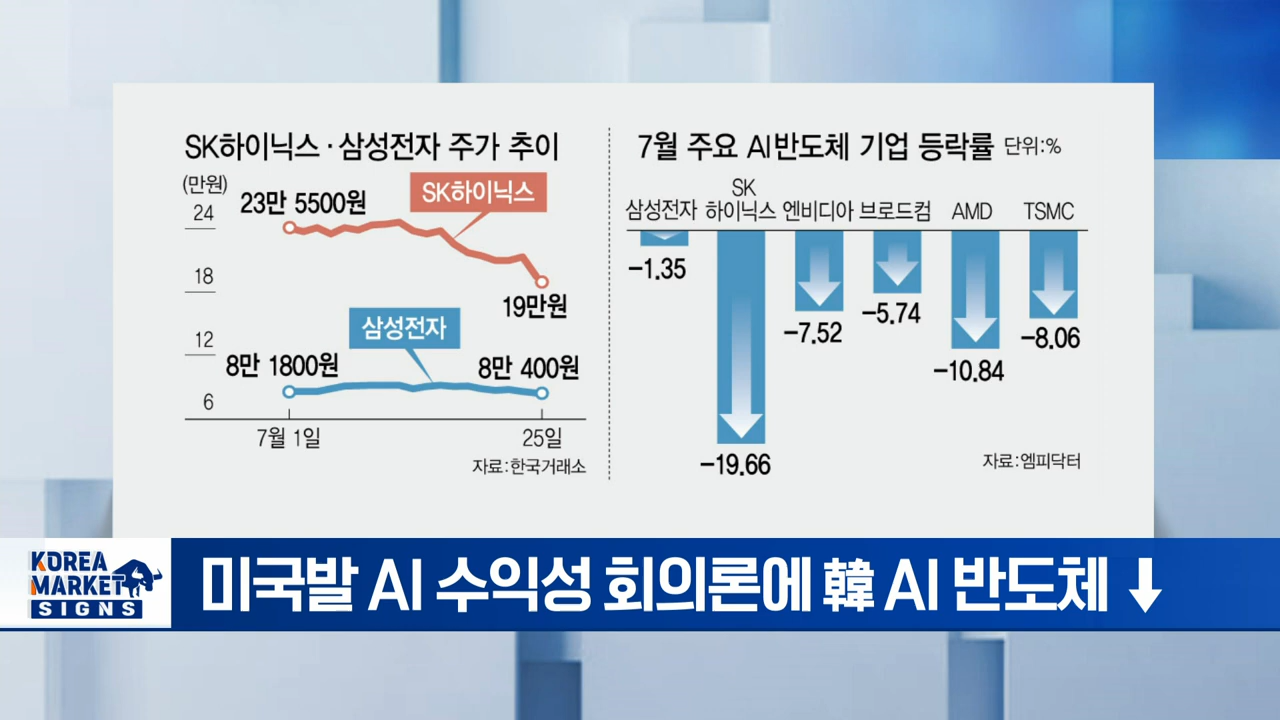 SK하이닉스·삼성전자 주가 추이
(만원)
24
18
12
6
23만 5500원
SK하이닉스
19만원
삼성전자
8만 1800원
8만 400원
7월 1일
25일
자료:한국거래소
7월 주요 AI반도체 기업 등락률 단위:%
삼성전자
SK
하이닉스
엔비디아
브로드컴
AMD
TSMC
-1.35
-19.66
-7.52
-5.74
-10.84
-8.06
자료:엠피닥터
KOREA
MARKET
SIGNS
미국발 AI 수익성 회의론에 韓 AI 반도체 ↓